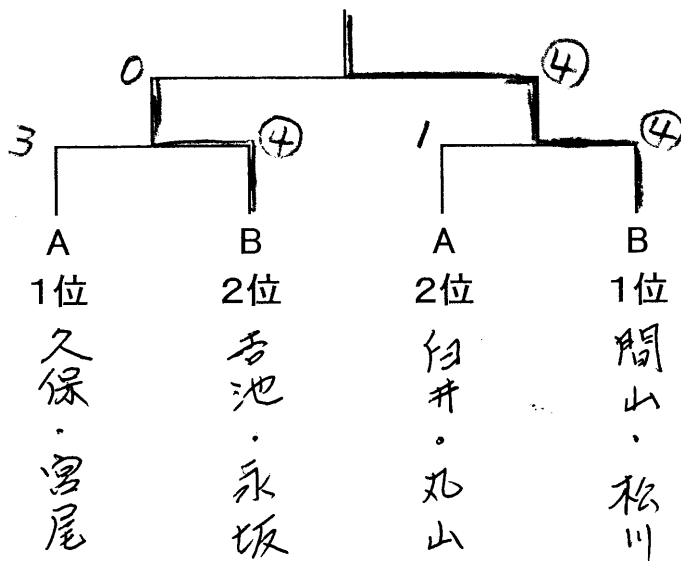 0 ④
3 ④ 1 ④
A B A B
1位 2位 2位 1位
久保・宮尾
吉池・永坂
臼井・丸山
間山・松川